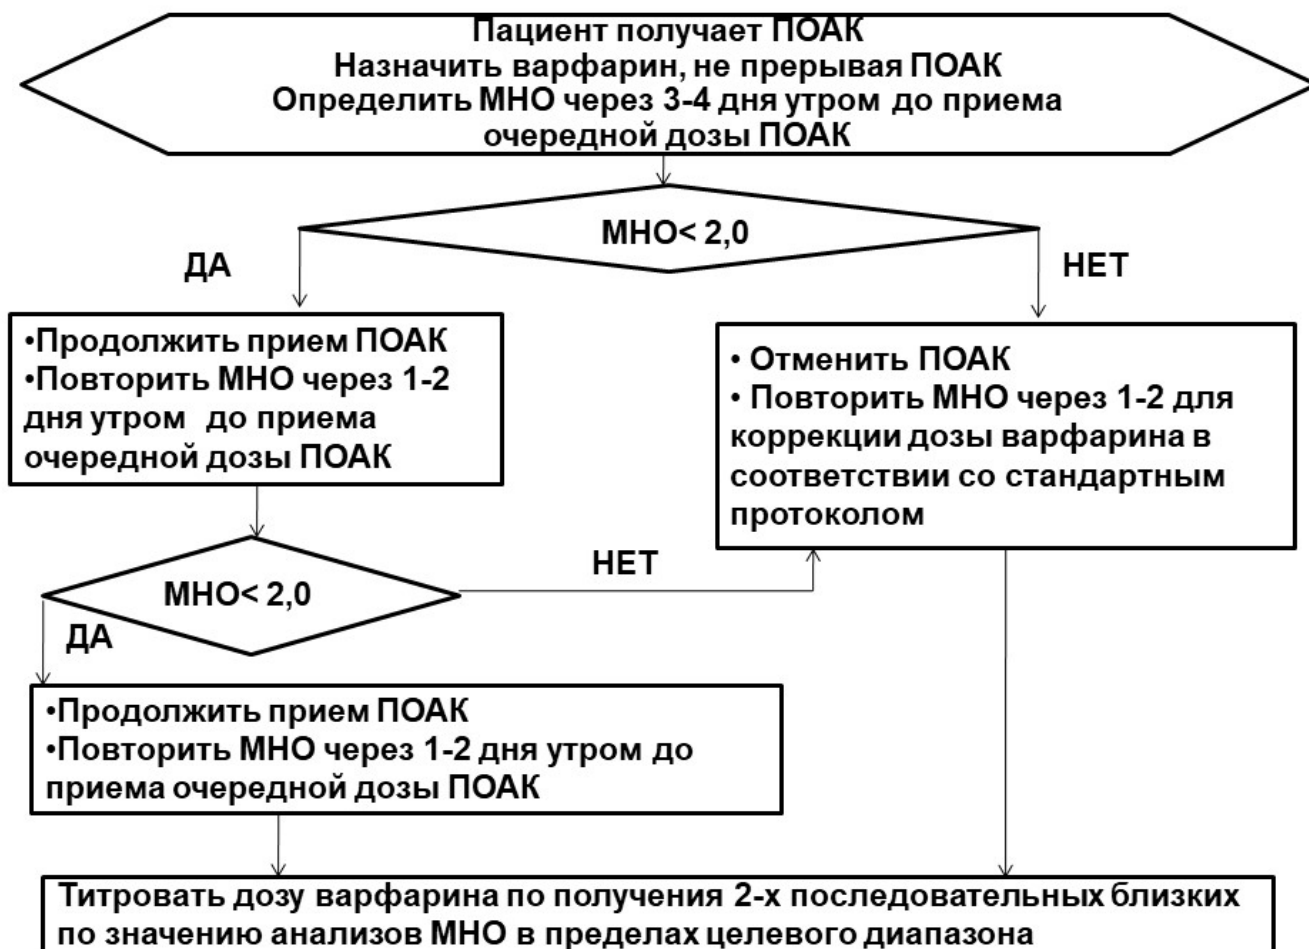 Пациент получает ПОАК
Назначить варфарин, не прерывая ПОАК
Определить МНО через 3-4 дня утром до приема
очередной дозы ПОАК
МНО< 2,0
ДА
НЕТ
•Продолжить прием ПОАК
•Повторить МНО через 1-2
дня утром до приема
очередной дозы ПОАК
• Отменить ПОАК
• Повторить МНО через 1-2 для
коррекции дозы варфарина в
соответствии со стандартным
протоколом
НЕТ
МНО< 2,0
ДА
•Продолжить прием ПОАК
•Повторить МНО через 1-2 дня утром до
приема очередной дозы ПОАК
Титровать дозу варфарина по получения 2-х последовательных близких
по значению анализов МНО в пределах целевого диапазона